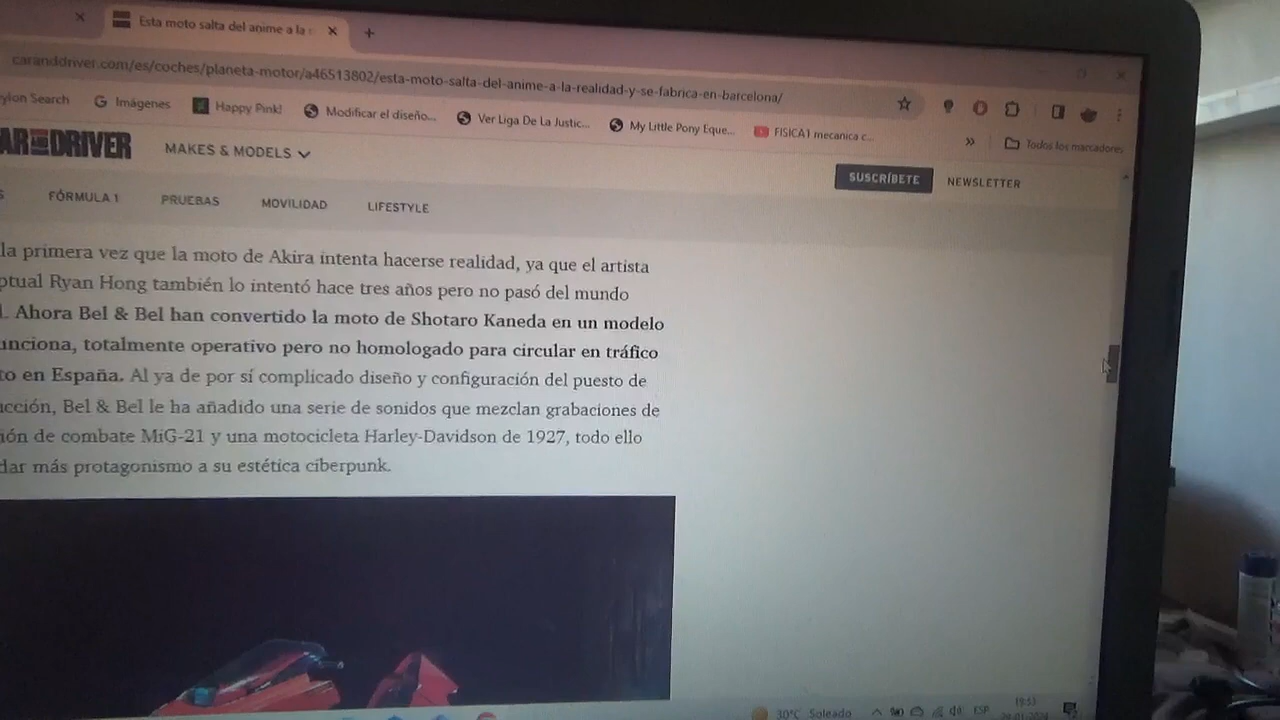 Esta moto salta del anime a la
caranddriver.com/es/coches/planeta-motor/a46513802/esta-moto-salta-del-anime-a-la-realidad-y-se-fabrica-en-barcelona/
ylon Search Imágenes Happy Pink! Modificar el diseño... Ver Liga De La Justic... My Little Pony Eque... FISICA1 mecanica c...
» Todos los marcadores
AR AND DRIVER MAKES & MODELS
SUSCRÍBETE NEWSLETTER
S FÓRMULA 1 PRUEBAS MOVILIDAD LIFESTYLE
la primera vez que la moto de Akira intenta hacerse realidad, ya que el artista
ptual Ryan Hong también lo intentó hace tres años pero no pasó del mundo
l. Ahora Bel & Bel han convertido la moto de Shotaro Kaneda en un modelo
unciona, totalmente operativo pero no homologado para circular en tráfico
to en España. Al ya de por sí complicado diseño y configuración del puesto de
ucción, Bel & Bel le ha añadido una serie de sonidos que mezclan grabaciones de
ión de combate MiG-21 y una motocicleta Harley-Davidson de 1927, todo ello
dar más protagonismo a su estética ciberpunk.
30°C Soleado ESP 19:53